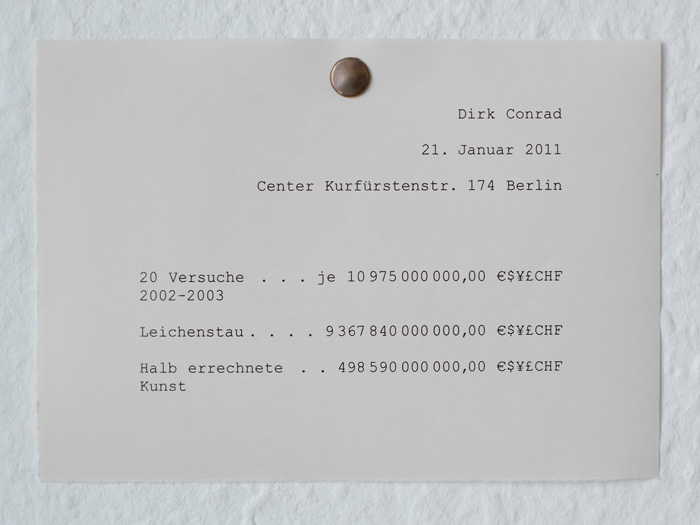 Dirk Conrad
21. Januar 2011
Center Kurfürstenstr. 174 Berlin
20 Versuche . . . je 10 975 000 000,00 €$¥£CHF
2002-2003
Leichenstau . . . . 9 367 840 000 000,00 €$¥£CHF
Halb errechnete . . 498 590 000 000,00 €$¥£CHF
Kunst